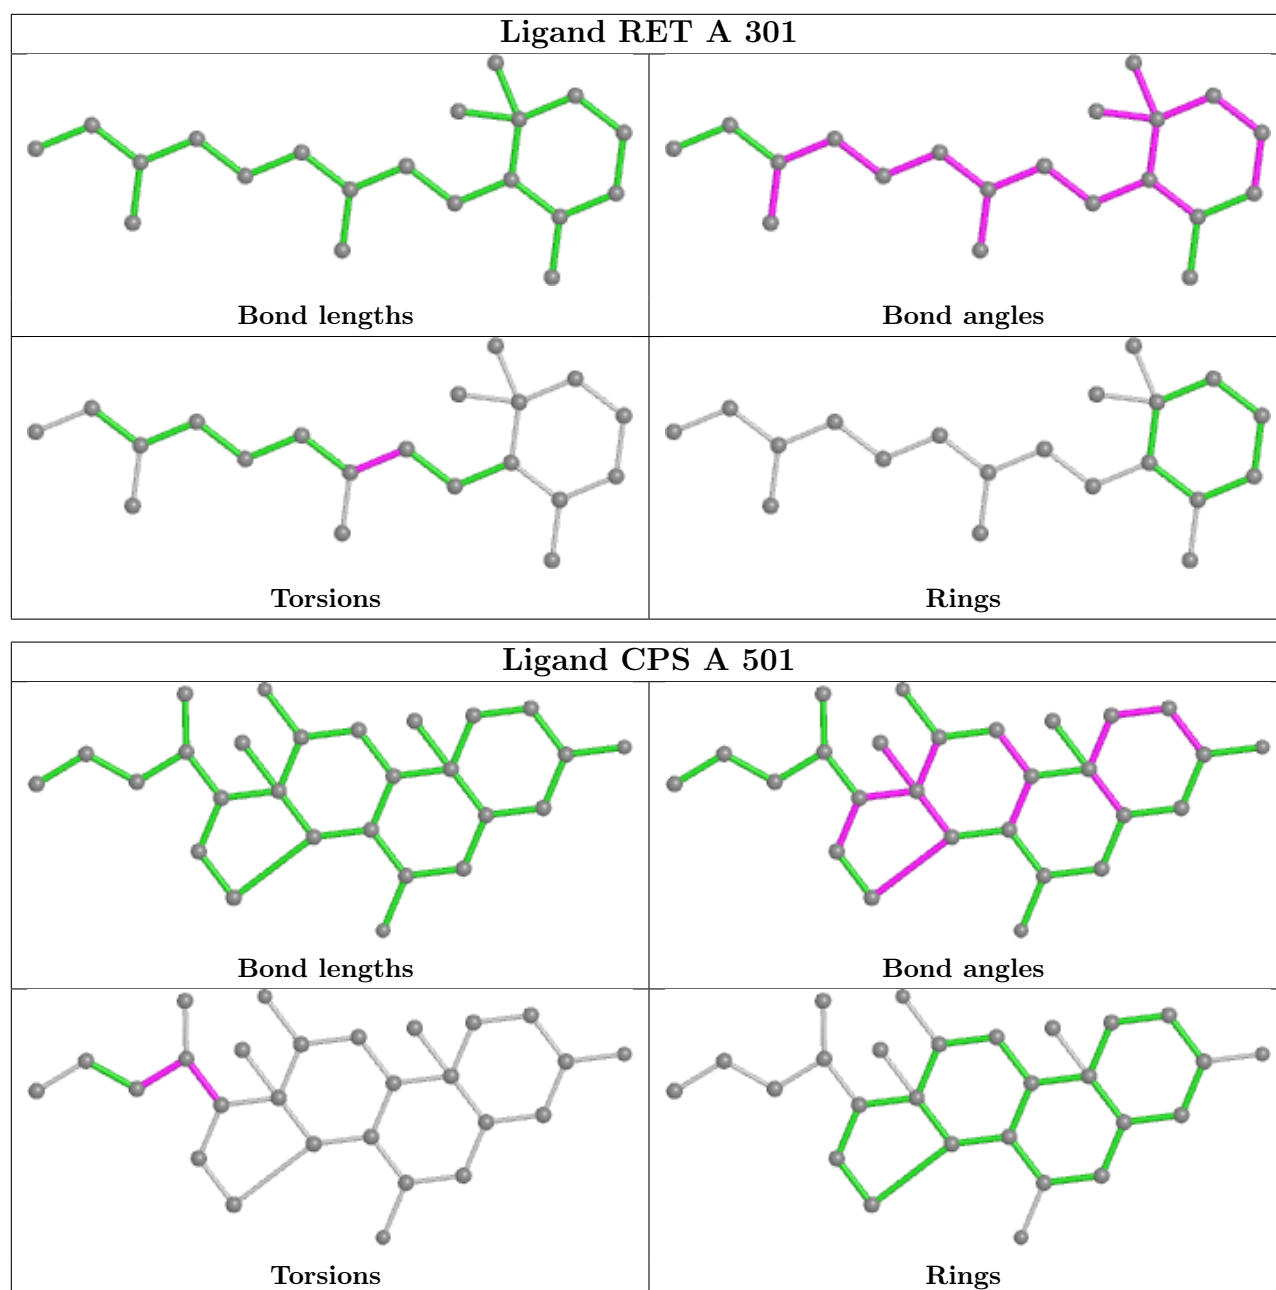 Ligand RET A 301
Bond lengths
Bond angles
Torsions
Rings
Ligand CPS A 501
Bond lengths
Bond angles
Torsions
Rings